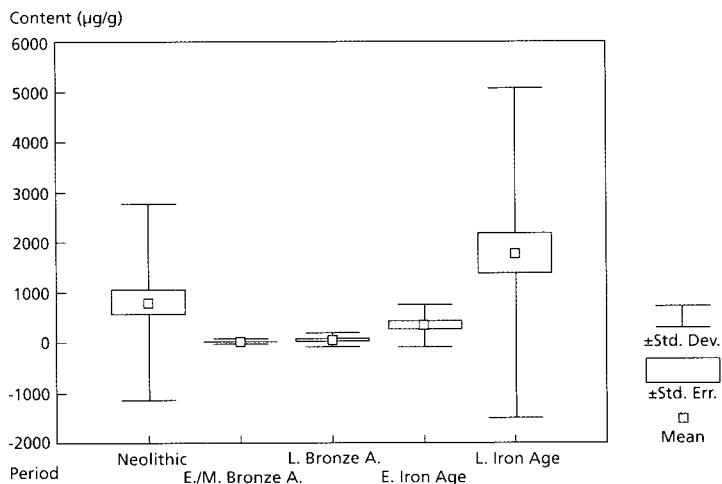 Content (µg/g)
6000
5000
4000
3000
2000
1000
0
-1000
-2000
Neolithic
L. Bronze A.
L. Iron Age
Period
E./M. Bronze A.
E. Iron Age
±Std. Dev.
±Std. Err.
Mean